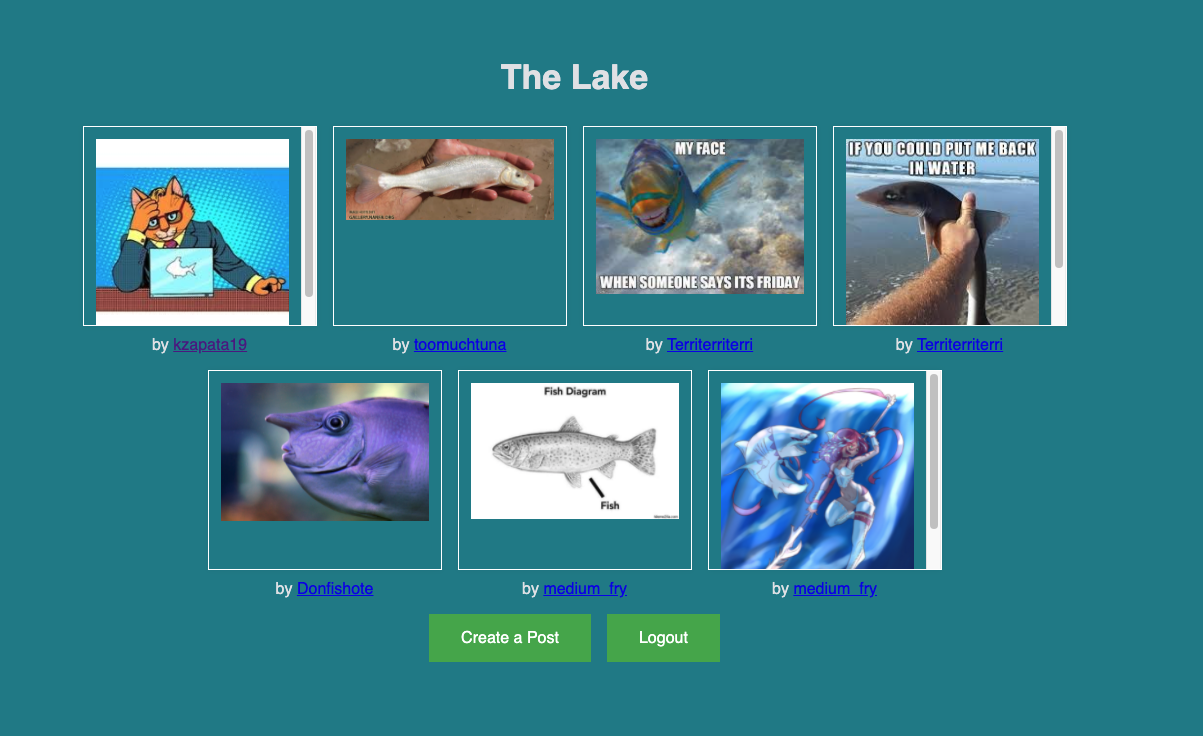 The Lake
MY FACE
WHEN SOMEONE SAYS ITS FRIDAY
IF YOU COULD PUT ME BACK
IN WATER
by kzapata19
by toomuchtuna
by Territerriterri
by Territerriterri
Fish Diagram
Fish
by Donfishote
by medium_fry
by medium_fry
Create a Post
Logout